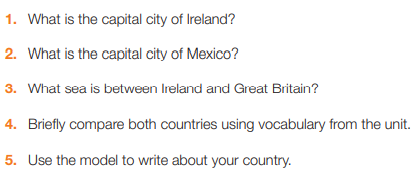 1. What is the capital city of Ireland?
2. What is the capital city of Mexico?
3. What sea is between Ireland and Great Britain?
4. Briefly compare both countries using vocabulary from the unit.
5. Use the model to write about your country.